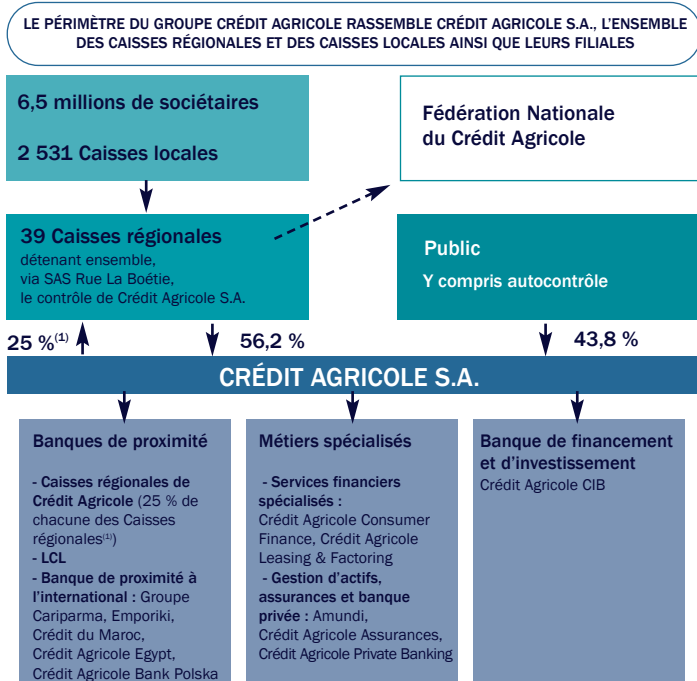 LE PÉRIMÈTRE DU GROUPE CRÉDIT AGRICOLE RASSEMBLE CRÉDIT AGRICOLE S.A., L'ENSEMBLE
DES CAISSES RÉGIONALES ET DES CAISSES LOCALES AINSI QUE LEURS FILIALES
6,5 millions de sociétaires
2 531 Caisses locales
Fédération Nationale
du Crédit Agricole
39 Caisses régionales
détenant ensemble,
via SAS Rue La Boétie,
le contrôle de Crédit Agricole S.A.
Public
Y compris autocontrôle
25 %(1)
56,2 %
43,8 %
CRÉDIT AGRICOLE S.A.
Banques de proximité
- Caisses régionales de
Crédit Agricole (25 % de
chacune des Caisses
régionales(1))
- LCL
- Banque de proximité à
l'international : Groupe
Cariparma, Emporiki,
Crédit du Maroc,
Crédit Agricole Egypt,
Crédit Agricole Bank Polska
Métiers spécialisés
- Services financiers
spécialisés :
Crédit Agricole Consumer
Finance, Crédit Agricole
Leasing & Factoring
- Gestion d'actifs,
assurances et banque
privée : Amundi,
Crédit Agricole Assurances,
Crédit Agricole Private Banking
Banque de financement
et d'investissement
Crédit Agricole CIB